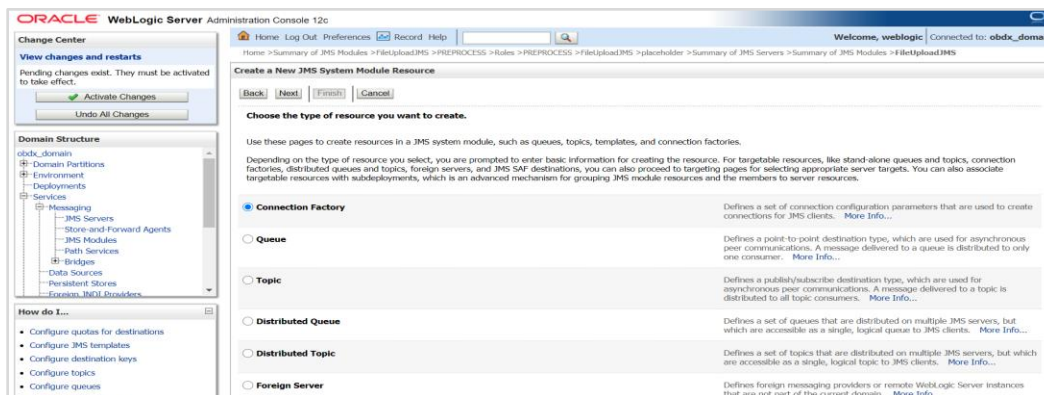 ORACLE WebLogic Server Administration Console 12c
Change Center
View changes and restarts
Pending changes exist. They must be activated
to take effect.
Activate Changes
Undo All Changes
Domain Structure
obdx_domain
Domain Partitions
Environment
Deployments
Services
Messaging
JMS Servers
Store-and-Forward Agents
JMS Modules
Path Services
Bridges
Data Sources
Persistent Stores
Foreign JNDI Providers
How do I...
Configure quotas for destinations
Configure JMS templates
Configure destination keys
Configure topics
Configure queues
Home Log Out Preferences Record Help
Welcome, weblogic Connected to: obdx_doma
Home >Summary of JMS Modules >FileUploadJMS >PREPROCESS >Roles >PREPROCESS >FileUploadJMS >placeholder >Summary of JMS Servers >Summary of JMS Modules >FileUploadJMS
Create a New JMS System Module Resource
Back Next Finish Cancel
Choose the type of resource you want to create.
Use these pages to create resources in a JMS system module, such as queues, topics, templates, and connection factories.
Depending on the type of resource you select, you are prompted to enter basic information for creating the resource. For targetable resources, like stand-alone queues and topics, connection
factories, distributed queues and topics, foreign servers, and JMS SAF destinations, you can also proceed to targeting pages for selecting appropriate server targets. You can also associate
targetable resources with subdeployments, which is an advanced mechanism for grouping JMS module resources and the members to server resources.
Connection Factory
Defines a set of connection configuration parameters that are used to create
connections for JMS clients. More Info...
Queue
Defines a point-to-point destination type, which are used for asynchronous
peer communications. A message delivered to a queue is distributed to only
one consumer. More Info...
Topic
Defines a publish/subscribe destination type, which are used for
asynchronous peer communications. A message delivered to a topic is
distributed to all topic consumers. More Info...
Distributed Queue
Defines a set of queues that are distributed on multiple JMS servers, but
which are accessible as a single, logical queue to JMS clients. More Info...
Distributed Topic
Defines a set of topics that are distributed on multiple JMS servers, but which
are accessible as a single, logical topic to JMS clients. More Info...
Foreign Server
Defines foreign messaging providers or remote WebLogic Server instances
that are not part of the current domain. More Info...